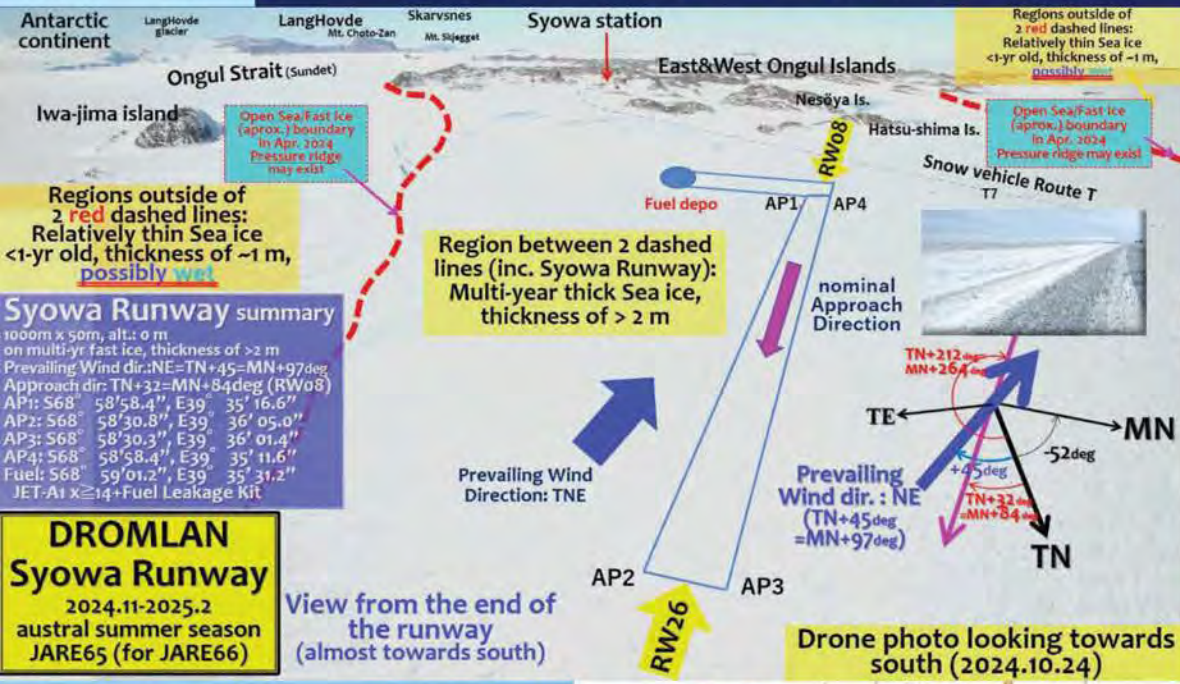 Antarctic
continent
LangHovde
glacier
LangHovde
Mt. Choto-Zan
Skarvsnes
Mt. Skjegget
Syowa station
Regions outside of
2 red dashed lines:
Relatively thin Sea ice
<1-yr old, thickness of ~1 m,
possibly wet
Ongul Strait (Sundet)
East&West Ongul Islands
Iwa-jima island
Open Sea/Fast Ice
(aprox.) boundary
in Apr. 2024
Pressure ridge
may exist
Nesöya Is.
Hatsu-shima Is.
Open Sea/Fast Ice
(aprox.) boundary
in Apr. 2024
Pressure ridge may exist
RW08
Snow vehicle Route T
T7
Regions outside of
2 red dashed lines:
Relatively thin Sea ice
<1-yr old, thickness of ~1 m,
possibly wet
Fuel depo
AP1
AP4
Region between 2 dashed
lines (inc. Syowa Runway):
Multi-year thick Sea ice,
thickness of > 2 m
nominal
Approach
Direction
Syowa Runway summary
1000m x 50m, alt.: 0 m
on multi-yr fast ice, thickness of >2 m
Prevailing Wind dir.:NE=TN+45=MN+97deg
Approach dir: TN+32=MN+84deg (RW08)
AP1: S68° 58'58.4", E39° 35'16.6"
AP2: S68° 58'30.8", E39° 36'05.0"
AP3: S68° 58'30.3", E39° 36'01.4"
AP4: S68° 58'58.4", E39° 35'11.6"
Fuel: S68° 59'01.2", E39° 35'31.2"
JET-A1 x≧14+Fuel Leakage Kit
TN+212deg
MN+264deg
TE
MN
-52deg
+45deg
TN+32deg
=MN+84deg
TN
Prevailing Wind
Direction: TNE
Prevailing
Wind dir. : NE
(TN+45deg
=MN+97deg)
DROMLAN
Syowa Runway
2024.11-2025.2
austral summer season
JARE65 (for JARE66)
View from the end of
the runway
(almost towards south)
AP2
AP3
RW26
Drone photo looking towards
south (2024.10.24)